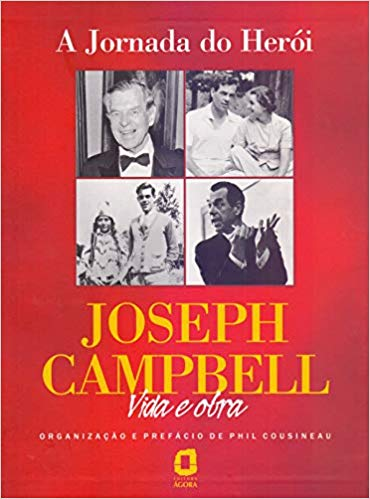 A Jornada do Herói
JOSEPH
CAMPBELL
Vida e obra
ORGANIZAÇÃO E PREFÁCIO DE PHIL COUSINEAU
EDITORA
ÁGORA